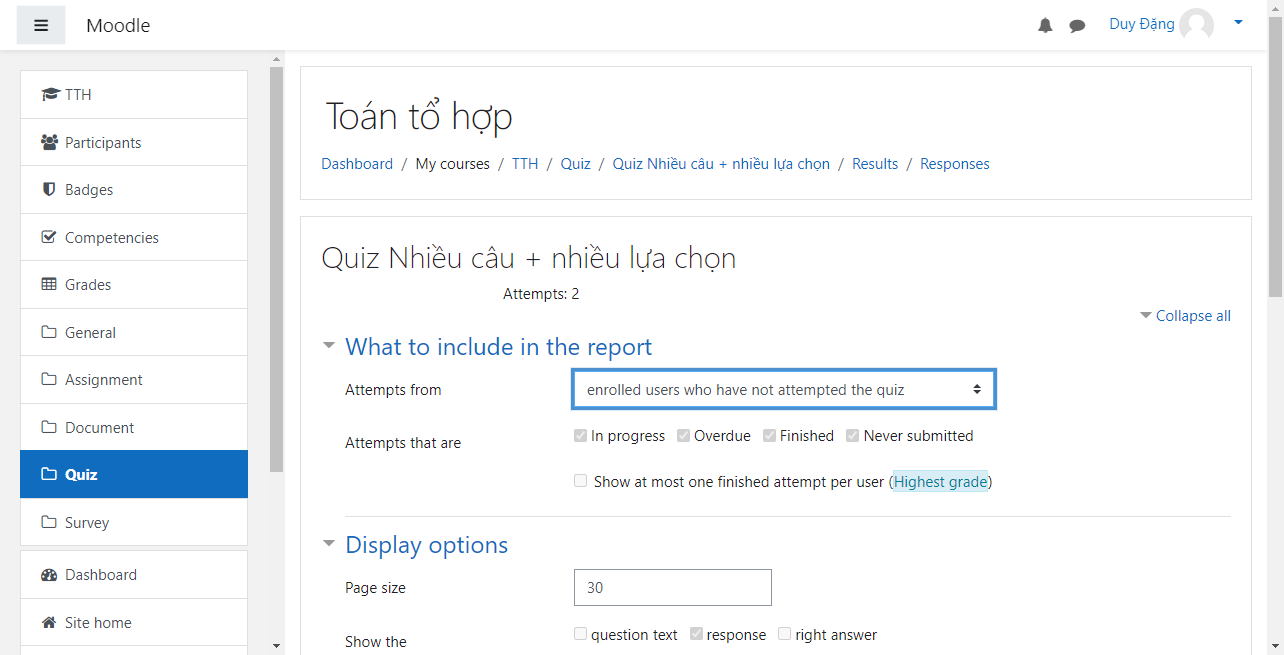 Moodle
Duy Đặng
TTH
Participants
Badges
Competencies
Grades
General
Assignment
Document
Quiz
Survey
Dashboard
Site home
Toán tổ hợp
Dashboard / My courses / TTH / Quiz / Quiz Nhiều câu + nhiều lựa chọn / Results / Responses
Quiz Nhiều câu + nhiều lựa chọn
Attempts: 2
Collapse all
What to include in the report
Attempts from enrolled users who have not attempted the quiz
Attempts that are In progress Overdue Finished Never submitted
Show at most one finished attempt per user (Highest grade)
Display options
Page size 30
Show the question text response right answer